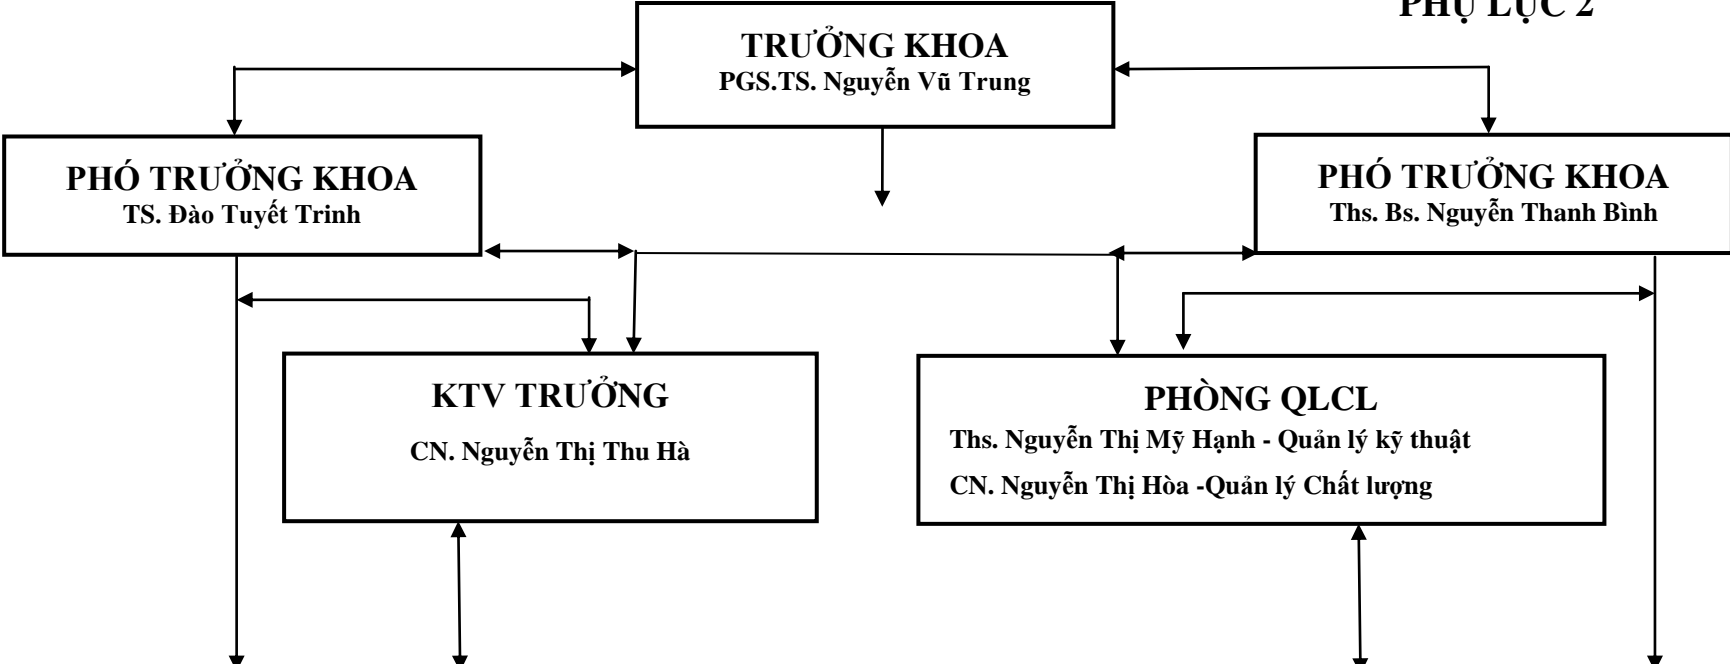 PHỤ LỤC 2
TRƯỞNG KHOA
PGS.TS. Nguyễn Vũ Trung
PHÓ TRƯỞNG KHOA
TS. Đào Tuyết Trinh
PHÓ TRƯỞNG KHOA
Ths. Bs. Nguyễn Thanh Bình
KTV TRƯỞNG
CN. Nguyễn Thị Thu Hà
PHÒNG QLCL
Ths. Nguyễn Thị Mỹ Hạnh - Quản lý kỹ thuật
CN. Nguyễn Thị Hòa -Quản lý Chất lượng